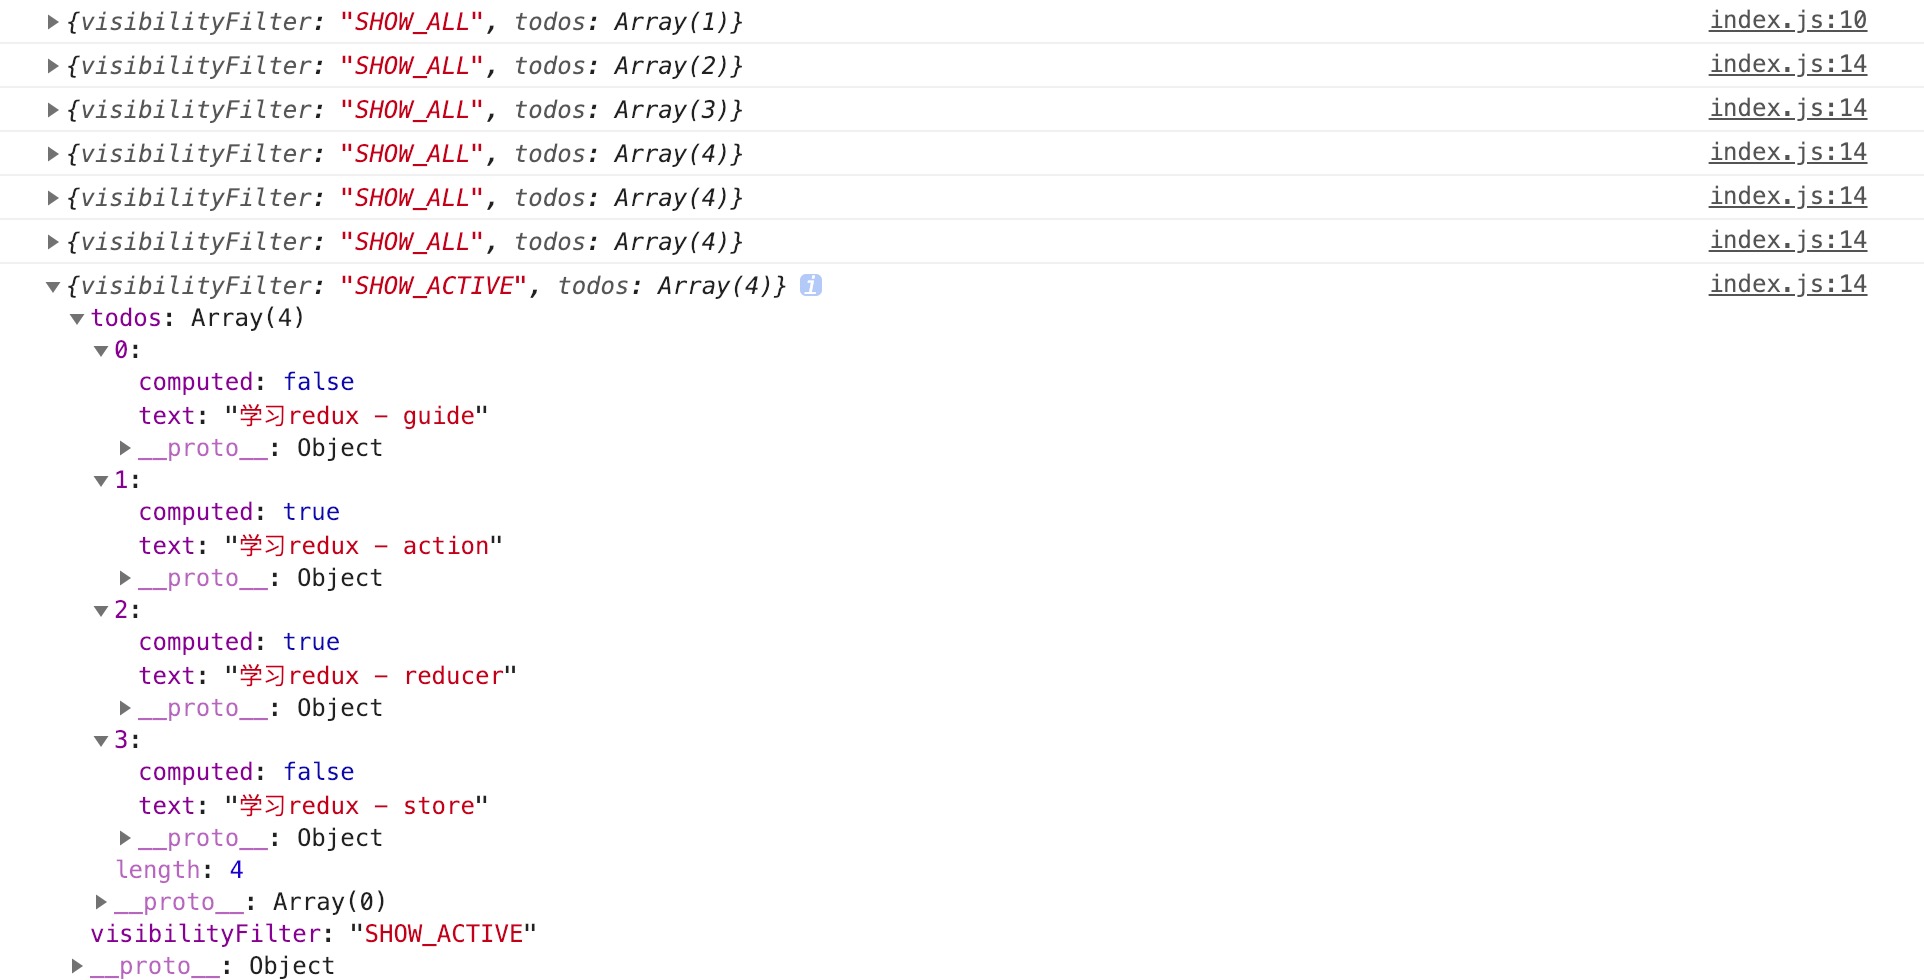 {visibilityFilter: "SHOW_ALL", todos: Array(1)} index.js:10
{visibilityFilter: "SHOW_ALL", todos: Array(2)} index.js:14
{visibilityFilter: "SHOW_ALL", todos: Array(3)} index.js:14
{visibilityFilter: "SHOW_ALL", todos: Array(4)} index.js:14
{visibilityFilter: "SHOW_ALL", todos: Array(4)} index.js:14
{visibilityFilter: "SHOW_ALL", todos: Array(4)} index.js:14
{visibilityFilter: "SHOW_ACTIVE", todos: Array(4)} i index.js:14
todos: Array(4)
0:
computed: false
text: "学习redux - guide"
__proto__: Object
1:
computed: true
text: "学习redux - action"
__proto__: Object
2:
computed: true
text: "学习redux - reducer"
__proto__: Object
3:
computed: false
text: "学习redux - store"
__proto__: Object
length: 4
__proto__: Array(0)
visibilityFilter: "SHOW_ACTIVE"
__proto__: Object